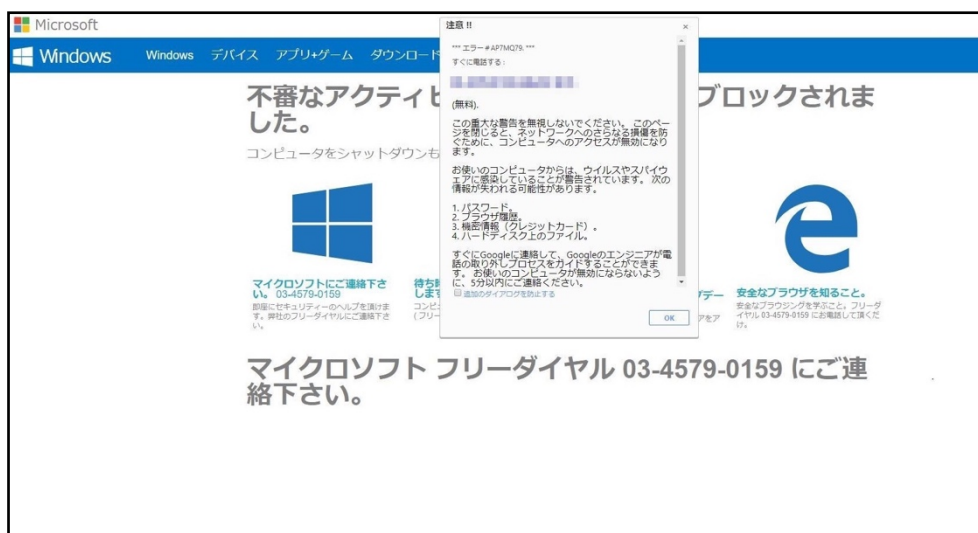 Microsoft
Windows Windows デバイス アプリ+ゲーム ダウンロード
不審なアクティビ
ブロックされま
した。
コンピュータをシャットダウンも
注意 !!
*** エラー # AP7MQ79. ***
すぐに電話する :
(無料).
この重大な警告を無視しないでください。 このペー
ジを閉じると、ネットワークへのさらなる損傷を防
ぐために、コンピュータへのアクセスが無効になり
ます。
お使いのコンピュータからは、ウイルスやスパイウ
ェアに感染していることが警告されています。 次の
情報が失われる可能性があります。
1. パスワード。
2. ブラウザ履歴。
3. 機密情報（クレジットカード）。
4. ハードディスク上のファイル。
すぐにGoogleに連絡して、Googleのエンジニアが電
話の取り外しプロセスをガイドすることができま
す。 お使いのコンピュータが無効にならないよう
に、5分以内にご連絡ください。
追加のダイアログを防止する
OK
マイクロソフトにご連絡下さ
い。 03-4579-0159
即座にセキュリティーのヘルプを頂けま
す。弊社のフリーダイヤルにご連絡下さ
い。
待ち時
します
コンピ
(フリー
デー
をア
安全なブラウザを知ること。
安全なブラウジングを学ぶこと。フリーダ
イヤル 03-4579-0159 にお電話して頂くだ
け。
マイクロソフト フリーダイヤル 03-4579-0159 にご連
絡下さい。